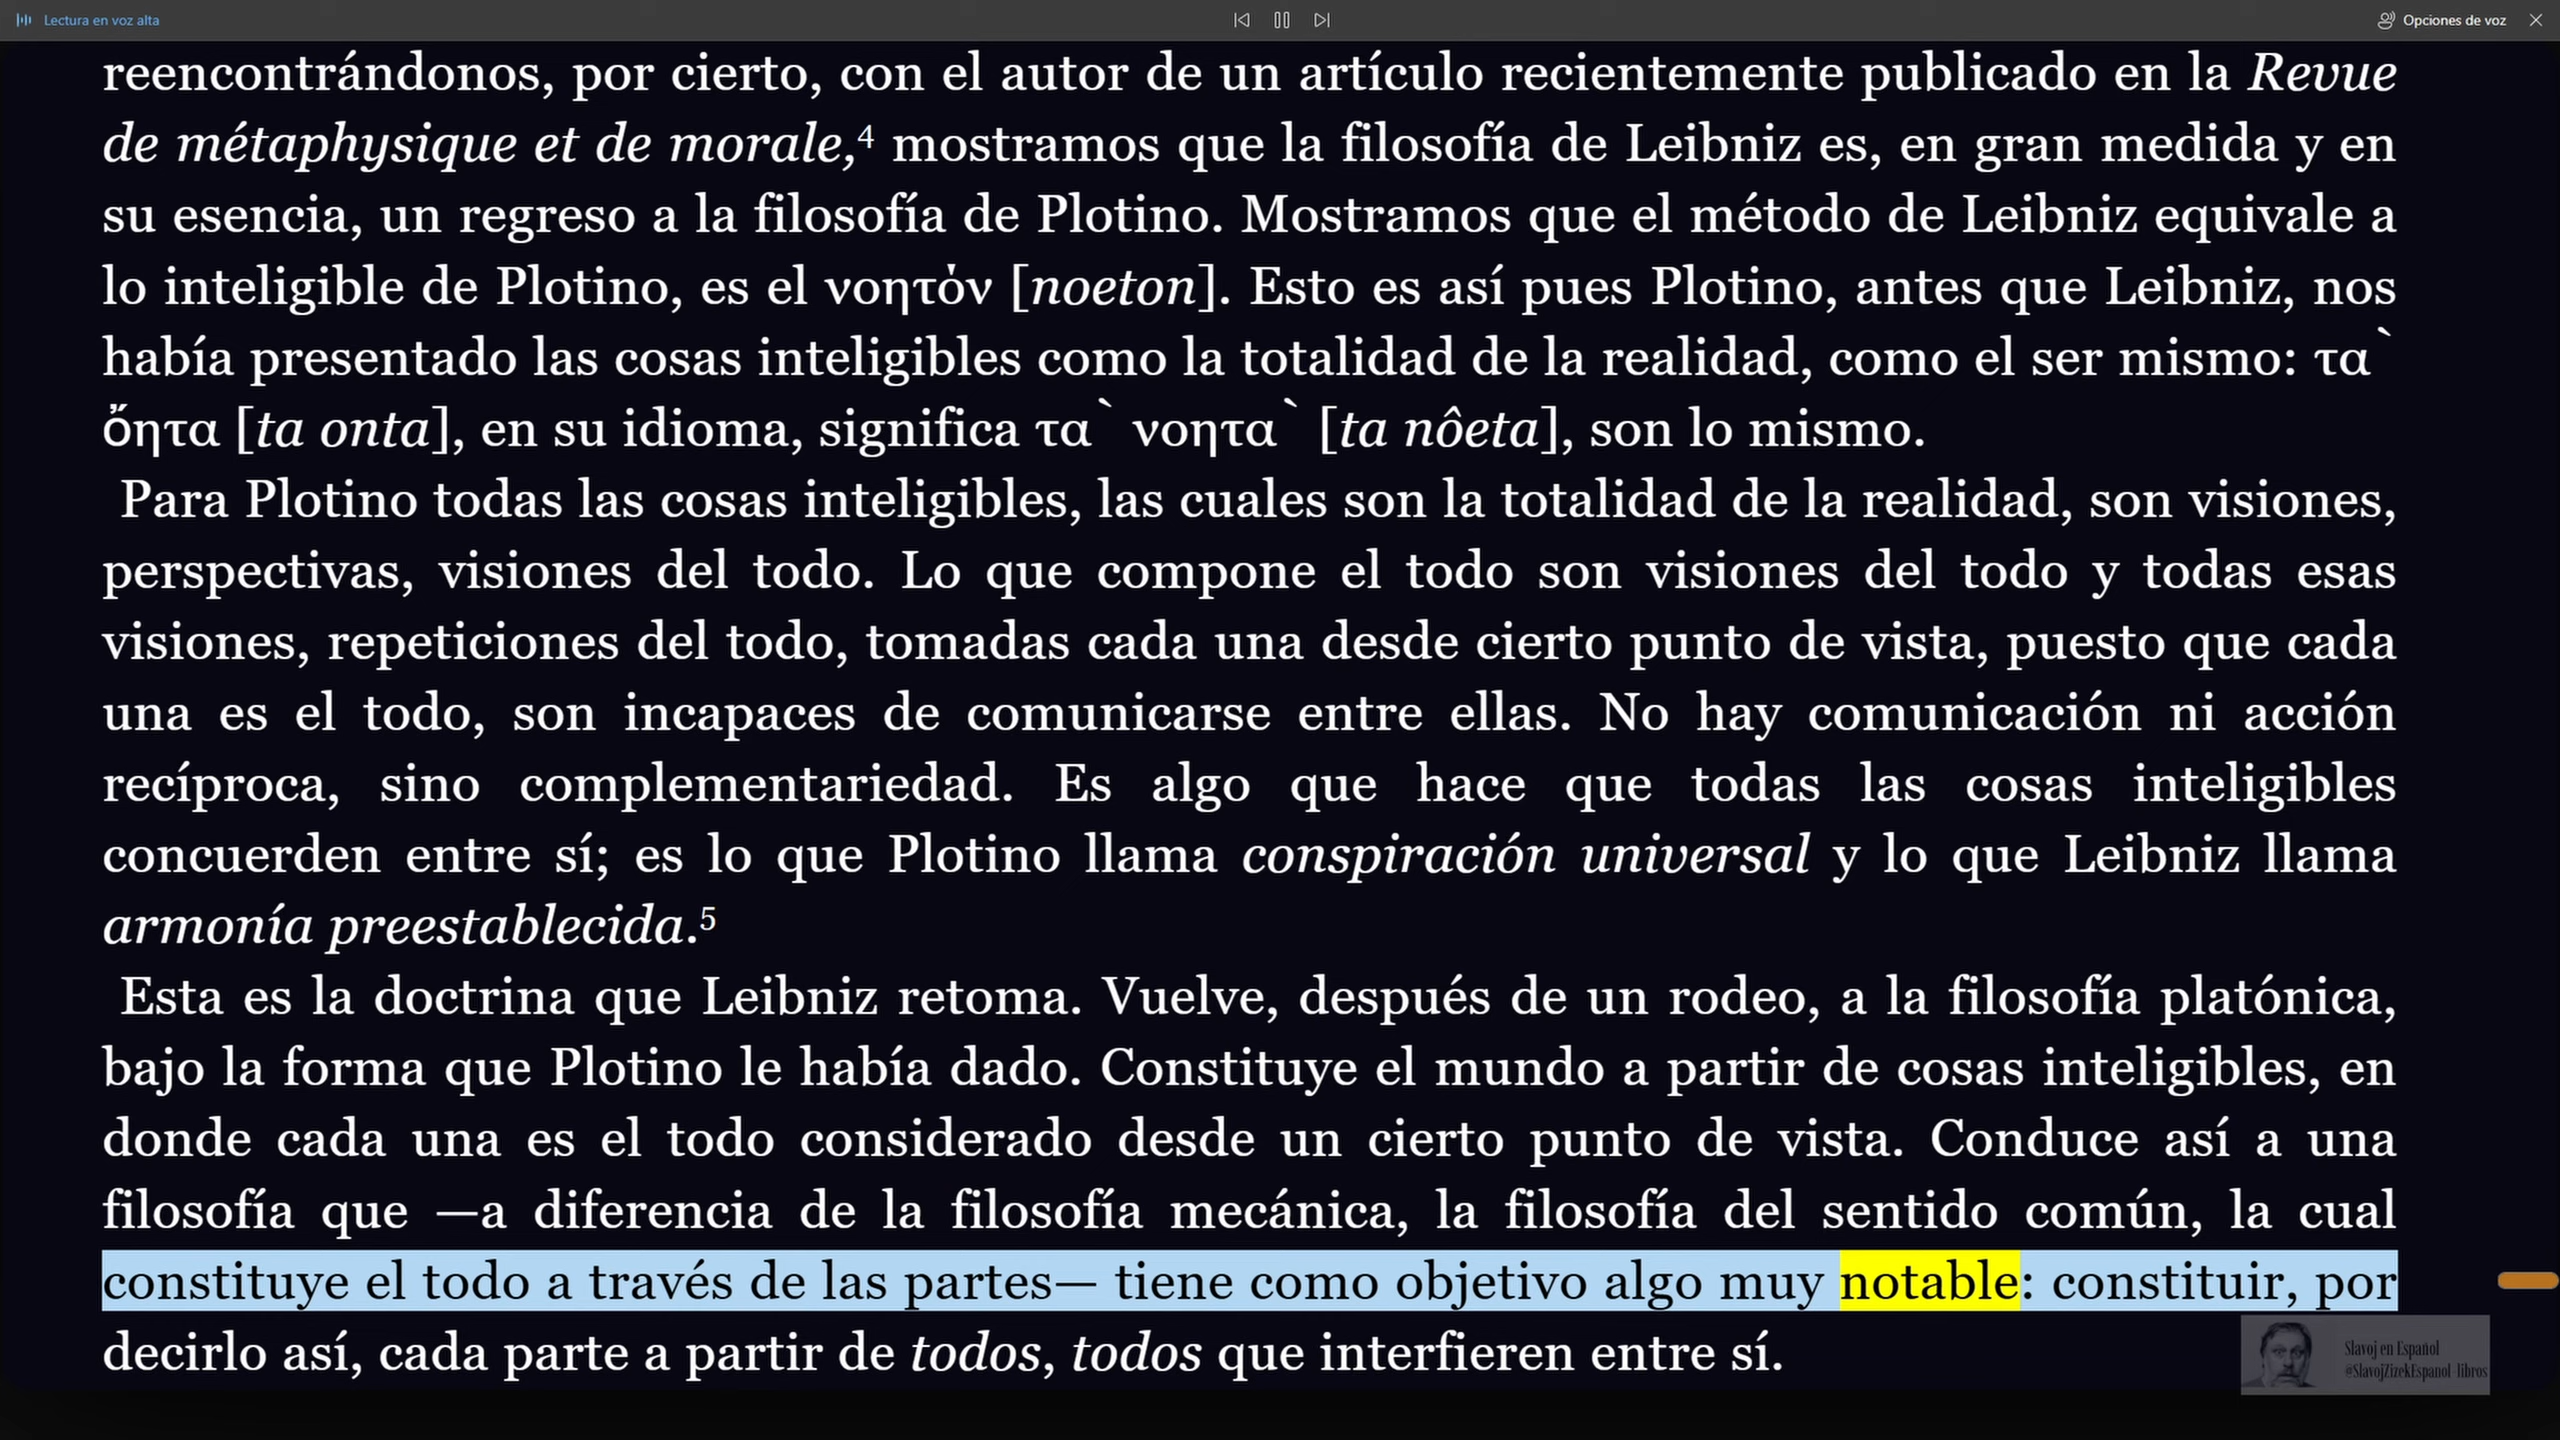 Lectura en voz alta
Opciones de voz
reencontrándonos, por cierto, con el autor de un artículo recientemente publicado en la Revue
de métaphysique et de morale,⁴ mostramos que la filosofía de Leibniz es, en gran medida y en
su esencia, un regreso a la filosofía de Plotino. Mostramos que el método de Leibniz equivale a
lo inteligible de Plotino, es el νοητὀν [noeton]. Esto es así pues Plotino, antes que Leibniz, nos
había presentado las cosas inteligibles como la totalidad de la realidad, como el ser mismo: τα`
ὄητα [ta onta], en su idioma, significa τα` νοητα` [ta nôeta], son lo mismo.
Para Plotino todas las cosas inteligibles, las cuales son la totalidad de la realidad, son visiones,
perspectivas, visiones del todo. Lo que compone el todo son visiones del todo y todas esas
visiones, repeticiones del todo, tomadas cada una desde cierto punto de vista, puesto que cada
una es el todo, son incapaces de comunicarse entre ellas. No hay comunicación ni acción
recíproca, sino complementariedad. Es algo que hace que todas las cosas inteligibles
concuerden entre sí; es lo que Plotino llama conspiración universal y lo que Leibniz llama
armonía preestablecida.⁵
Esta es la doctrina que Leibniz retoma. Vuelve, después de un rodeo, a la filosofía platónica,
bajo la forma que Plotino le había dado. Constituye el mundo a partir de cosas inteligibles, en
donde cada una es el todo considerado desde un cierto punto de vista. Conduce así a una
filosofía que —a diferencia de la filosofía mecánica, la filosofía del sentido común, la cual
constituye el todo a través de las partes— tiene como objetivo algo muy notable: constituir, por
decirlo así, cada parte a partir de todos, todos que interfieren entre sí.
Slavoj en Español
@SlavojZizekEspanol libros